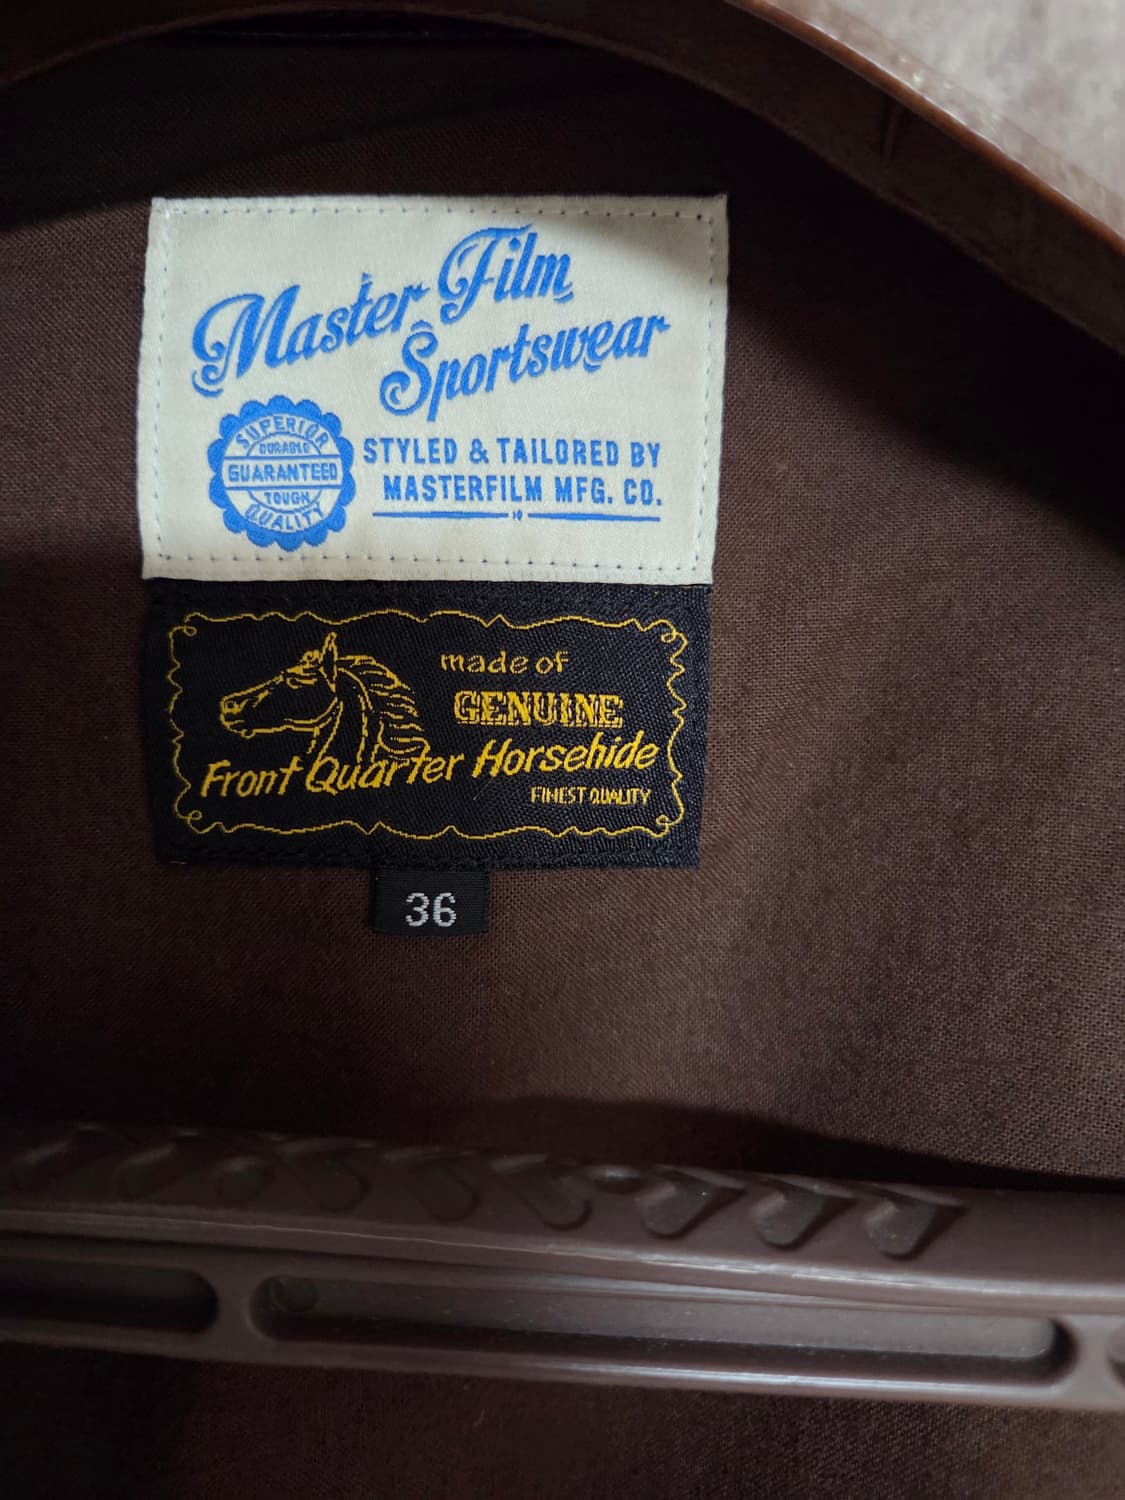 Master Film
Sportswear
SUPERIOR
DURABLE
GUARANTEED
TOUGH
QUALITY
STYLED & TAILORED BY
MASTERFILM MFG. CO.
made of
GENUINE
Front Quarter Horsehide
FINEST QUALITY
36